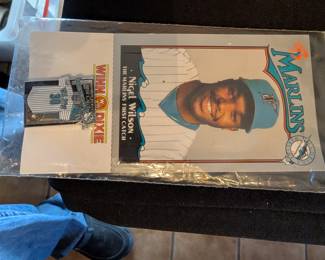 MARLINS
Nigel Wilson
THE MARLINS' FIRST CATCH
WINN DIXIE